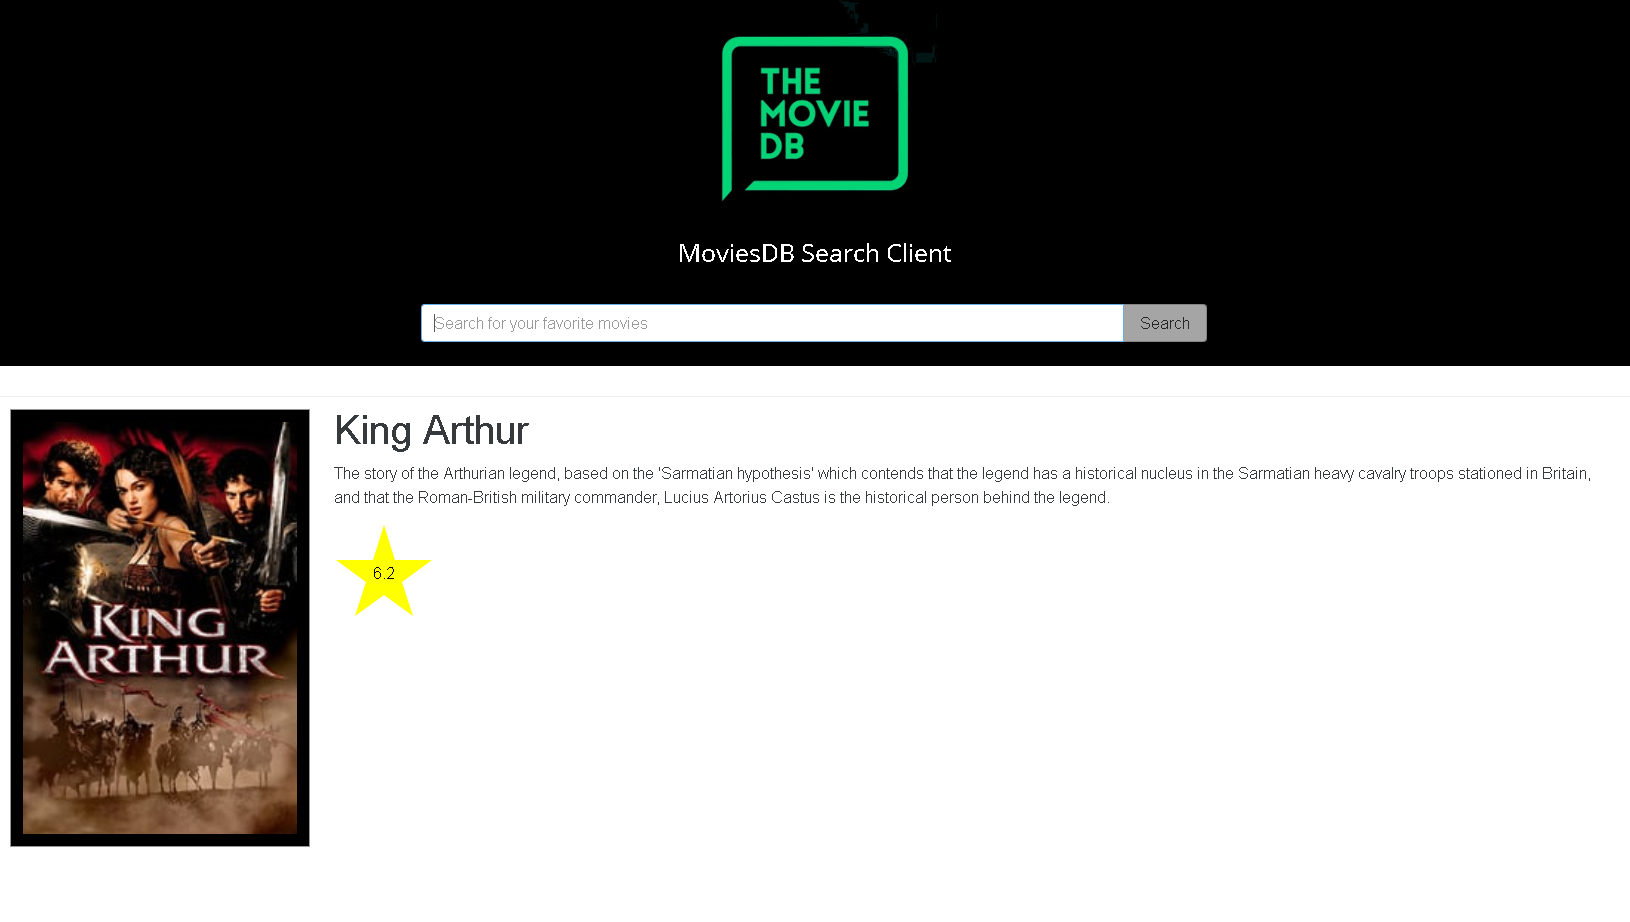 THE
MOVIE
DB
MoviesDB Search Client
Search for your favorite movies
Search
King Arthur
The story of the Arthurian legend, based on the 'Sarmatian hypothesis' which contends that the legend has a historical nucleus in the Sarmatian heavy cavalry troops stationed in Britain,
and that the Roman-British military commander, Lucius Artorius Castus is the historical person behind the legend.
6.2
KING
ARTHUR